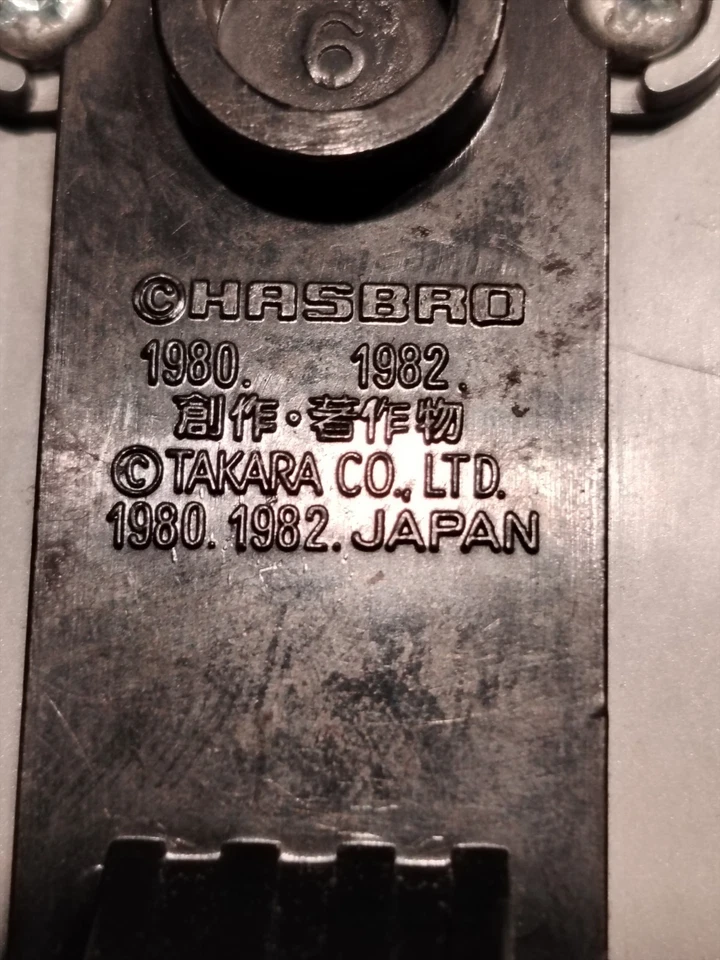 6
©HASBRO
1980. 1982.
創作・著作物
©TAKARA CO., LTD.
1980. 1982. JAPAN